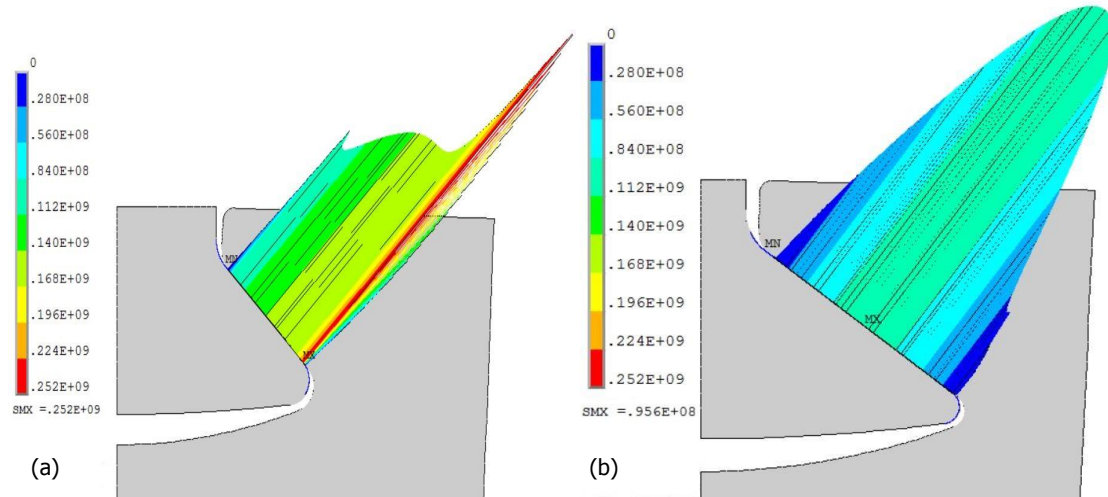 0
.280E+08
.560E+08
.840E+08
.112E+09
.140E+09
.168E+09
.196E+09
.224E+09
.252E+09
SMX =.252E+09
MN
MX
(a)
0
.280E+08
.560E+08
.840E+08
.112E+09
.140E+09
.168E+09
.196E+09
.224E+09
.252E+09
SMX =.956E+08
MN
MX
(b)